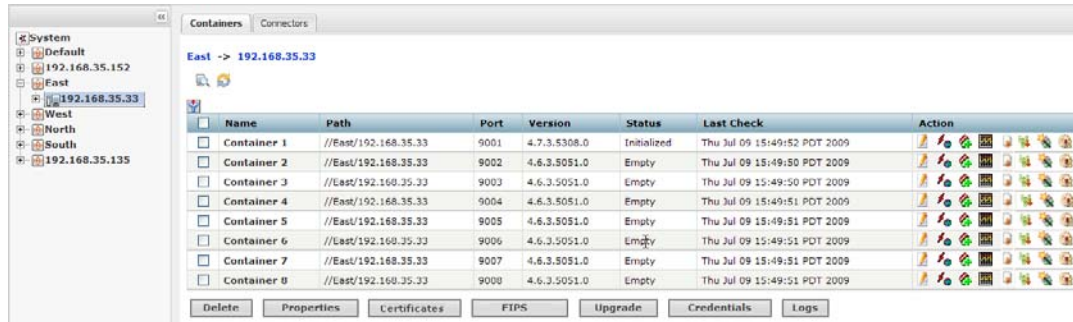 Containers Connectors
System
Default
192.168.35.152
East
192.168.35.33
West
North
South
192.168.35.135
East -> 192.168.35.33
Name Path Port Version Status Last Check Action
Container 1 //East/192.168.35.33 9001 4.7.3.5308.0 Initialized Thu Jul 09 15:49:52 PDT 2009
Container 2 //East/192.168.35.33 9002 4.6.3.5051.0 Empty Thu Jul 09 15:49:50 PDT 2009
Container 3 //East/192.168.35.33 9003 4.6.3.5051.0 Empty Thu Jul 09 15:49:50 PDT 2009
Container 4 //East/192.168.35.33 9004 4.6.3.5051.0 Empty Thu Jul 09 15:49:51 PDT 2009
Container 5 //East/192.168.35.33 9005 4.6.3.5051.0 Empty Thu Jul 09 15:49:51 PDT 2009
Container 6 //East/192.168.35.33 9006 4.6.3.5051.0 Empty Thu Jul 09 15:49:51 PDT 2009
Container 7 //East/192.168.35.33 9007 4.6.3.5051.0 Empty Thu Jul 09 15:49:51 PDT 2009
Container 8 //East/192.168.35.33 9008 4.6.3.5051.0 Empty Thu Jul 09 15:49:51 PDT 2009
Delete Properties Certificates FIPS Upgrade Credentials Logs